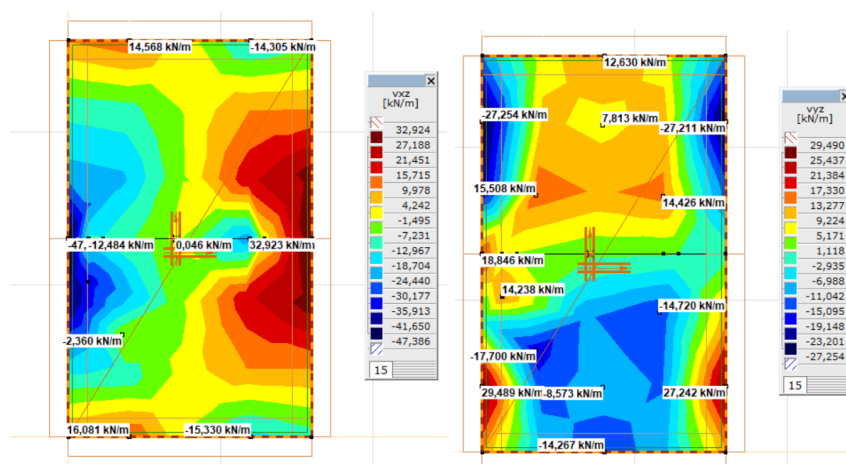 14,568 kN/m
-14,305 kN/m
-47,
-12,484 kN/m
0,046 kN/m
32,923 kN/m
-2,360 kN/m
16,081 kN/m
-15,330 kN/m
vxz
[kN/m]
32,924
27,188
21,451
15,715
9,978
4,242
-1,495
-7,231
-12,967
-18,704
-24,440
-30,177
-35,913
-41,650
-47,386
15
12,630 kN/m
-27,254 kN/m
7,813 kN/m
-27,211 kN/m
15,508 kN/m
14,426 kN/m
18,846 kN/m
14,238 kN/m
-14,720 kN/m
-17,700 kN/m
29,489 kN/m
-8,573 kN/m
27,242 kN/m
-14,267 kN/m
vyz
[kN/m]
29,490
25,437
21,384
17,330
13,277
9,224
5,171
1,118
-2,935
-6,988
-11,042
-15,095
-19,148
-23,201
-27,254
15